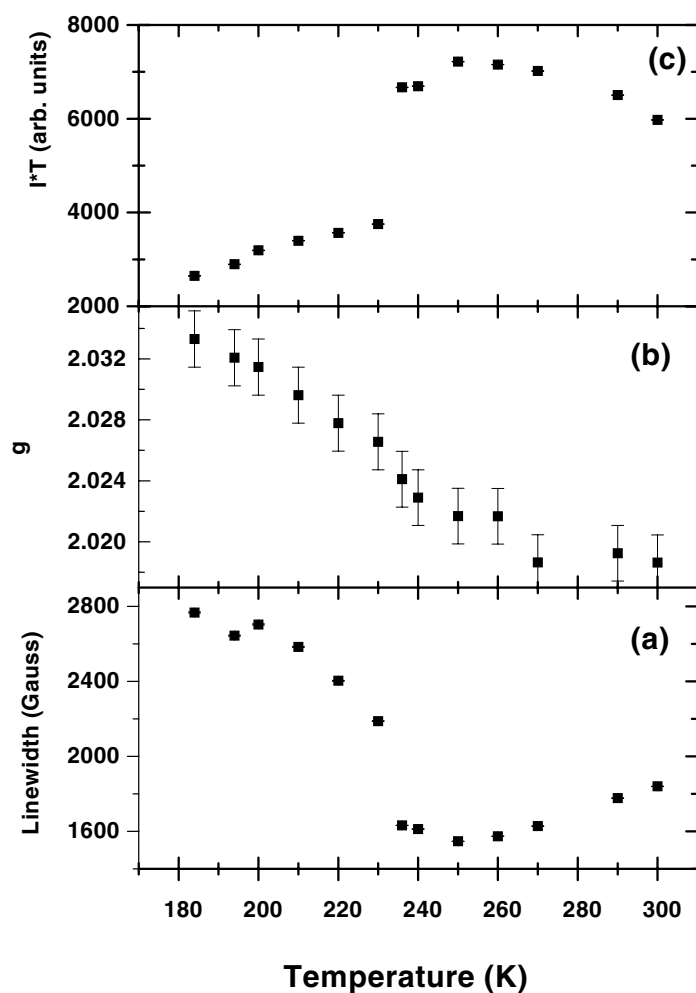 8000
(c)
6000
I*T (arb. units)
4000
2000
2.032
(b)
2.028
g
2.024
2.020
2800
(a)
2400
Linewidth (Gauss)
2000
1600
180 200 220 240 260 280 300
Temperature (K)